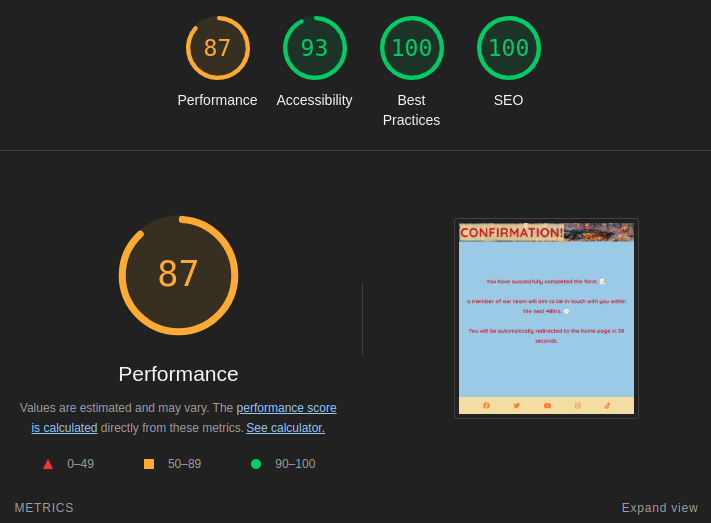 87
93
100
100
Performance
Accessibility
Best
Practices
SEO
87
Performance
Values are estimated and may vary. The performance score
is calculated directly from these metrics. See calculator.
0–49
50–89
90–100
CONFIRMATION!
You have successfully completed the form. 📝
a member of our team will aim to be in-touch with you within
the next 48hrs. 🕒
You will be automatically redirected to the home page in 30
seconds.
METRICS
Expand view